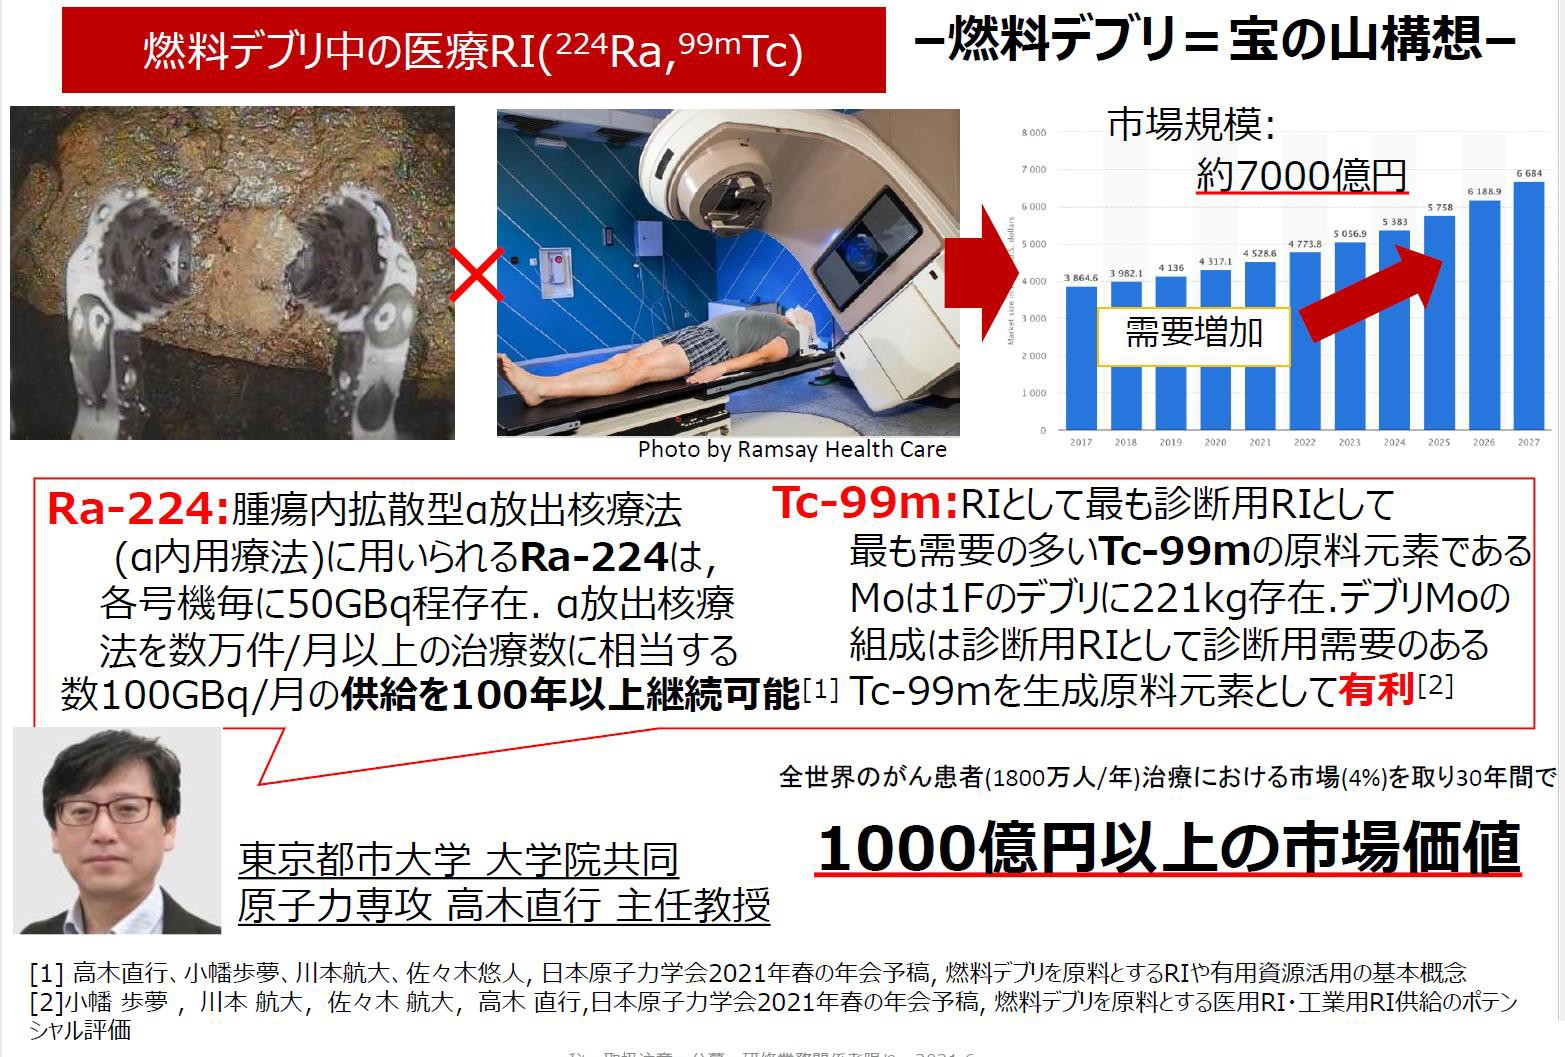 燃料デブリ中の医療RI(²²⁴Ra,⁹⁹ᵐTc)
–燃料デブリ＝宝の山構想–
市場規模:
約7000億円
8 000
7 000
6 000
5 000
4 000
3 000
2 000
1 000
0
3 864.6
3 982.1
4 136
4 317.1
4 528.6
4 773.8
5 056.9
5 383
5 758
6 188.9
6 684
2017
2018
2019
2020
2021
2022
2023
2024
2025
2026
2027
Market size in
U.S. dollars
需要増加
Photo by Ramsay Health Care
Ra-224:腫瘍内拡散型α放出核療法
(α内用療法)に用いられるRa-224は,
各号機毎に50GBq程存在. α放出核療
法を数万件/月以上の治療数に相当する
数100GBq/月の供給を100年以上継続可能[1]
Tc-99m:RIとして最も診断用RIとして
最も需要の多いTc-99mの原料元素である
Moは1Fのデブリに221kg存在.デブリMoの
組成は診断用RIとして診断用需要のある
Tc-99mを生成原料元素として有利[2]
全世界のがん患者(1800万人/年)治療における市場(4%)を取り30年間で
1000億円以上の市場価値
東京都市大学 大学院共同
原子力専攻 高木直行 主任教授
[1] 高木直行、小幡歩夢、川本航大、佐々木悠人, 日本原子力学会2021年春の年会予稿, 燃料デブリを原料とするRIや有用資源活用の基本概念
[2]小幡 歩夢 , 川本 航大, 佐々木 航大, 高木 直行,日本原子力学会2021年春の年会予稿, 燃料デブリを原料とする医用RI・工業用RI供給のポテン
シャル評価